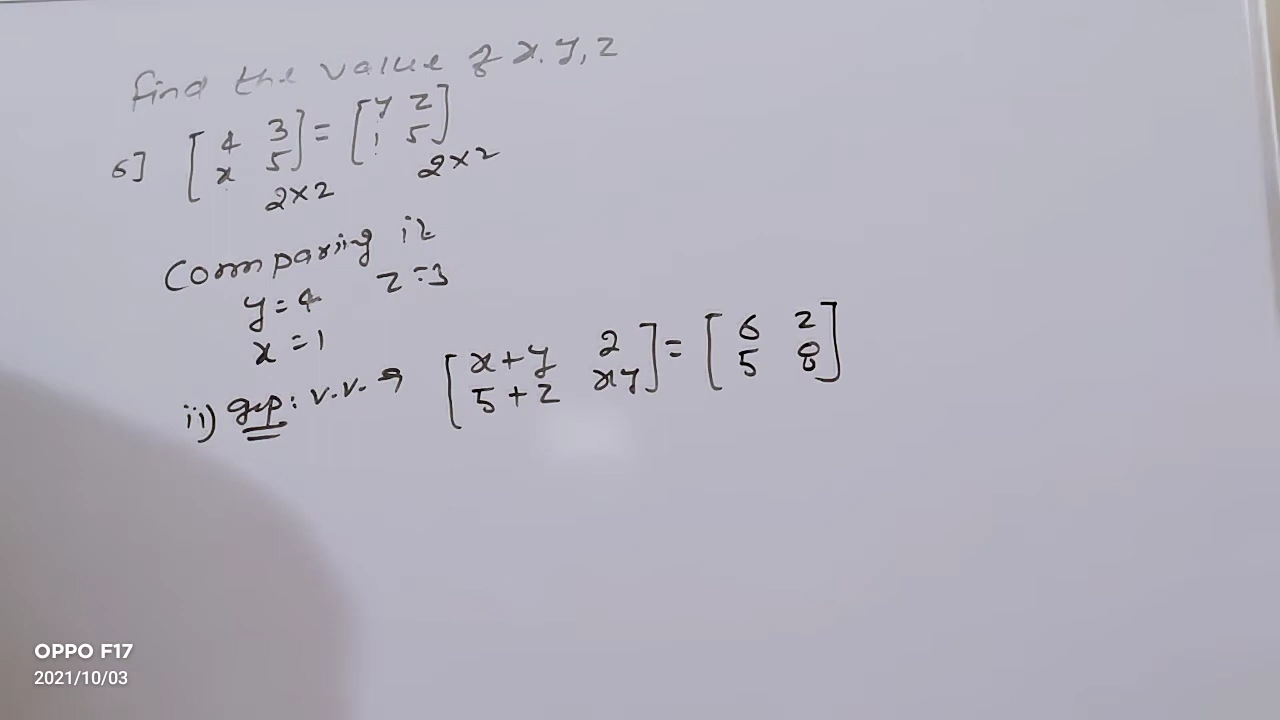 find the value of x, y, z
6] [4 3 x 5] = [y z 1 5]
2×2 2×2
Comparing it
y = 4 z = 3
x = 1
ii) v.v. → [x+y 2 5+z xy] = [6 2 5 8]
OPPO F17
2021/10/03